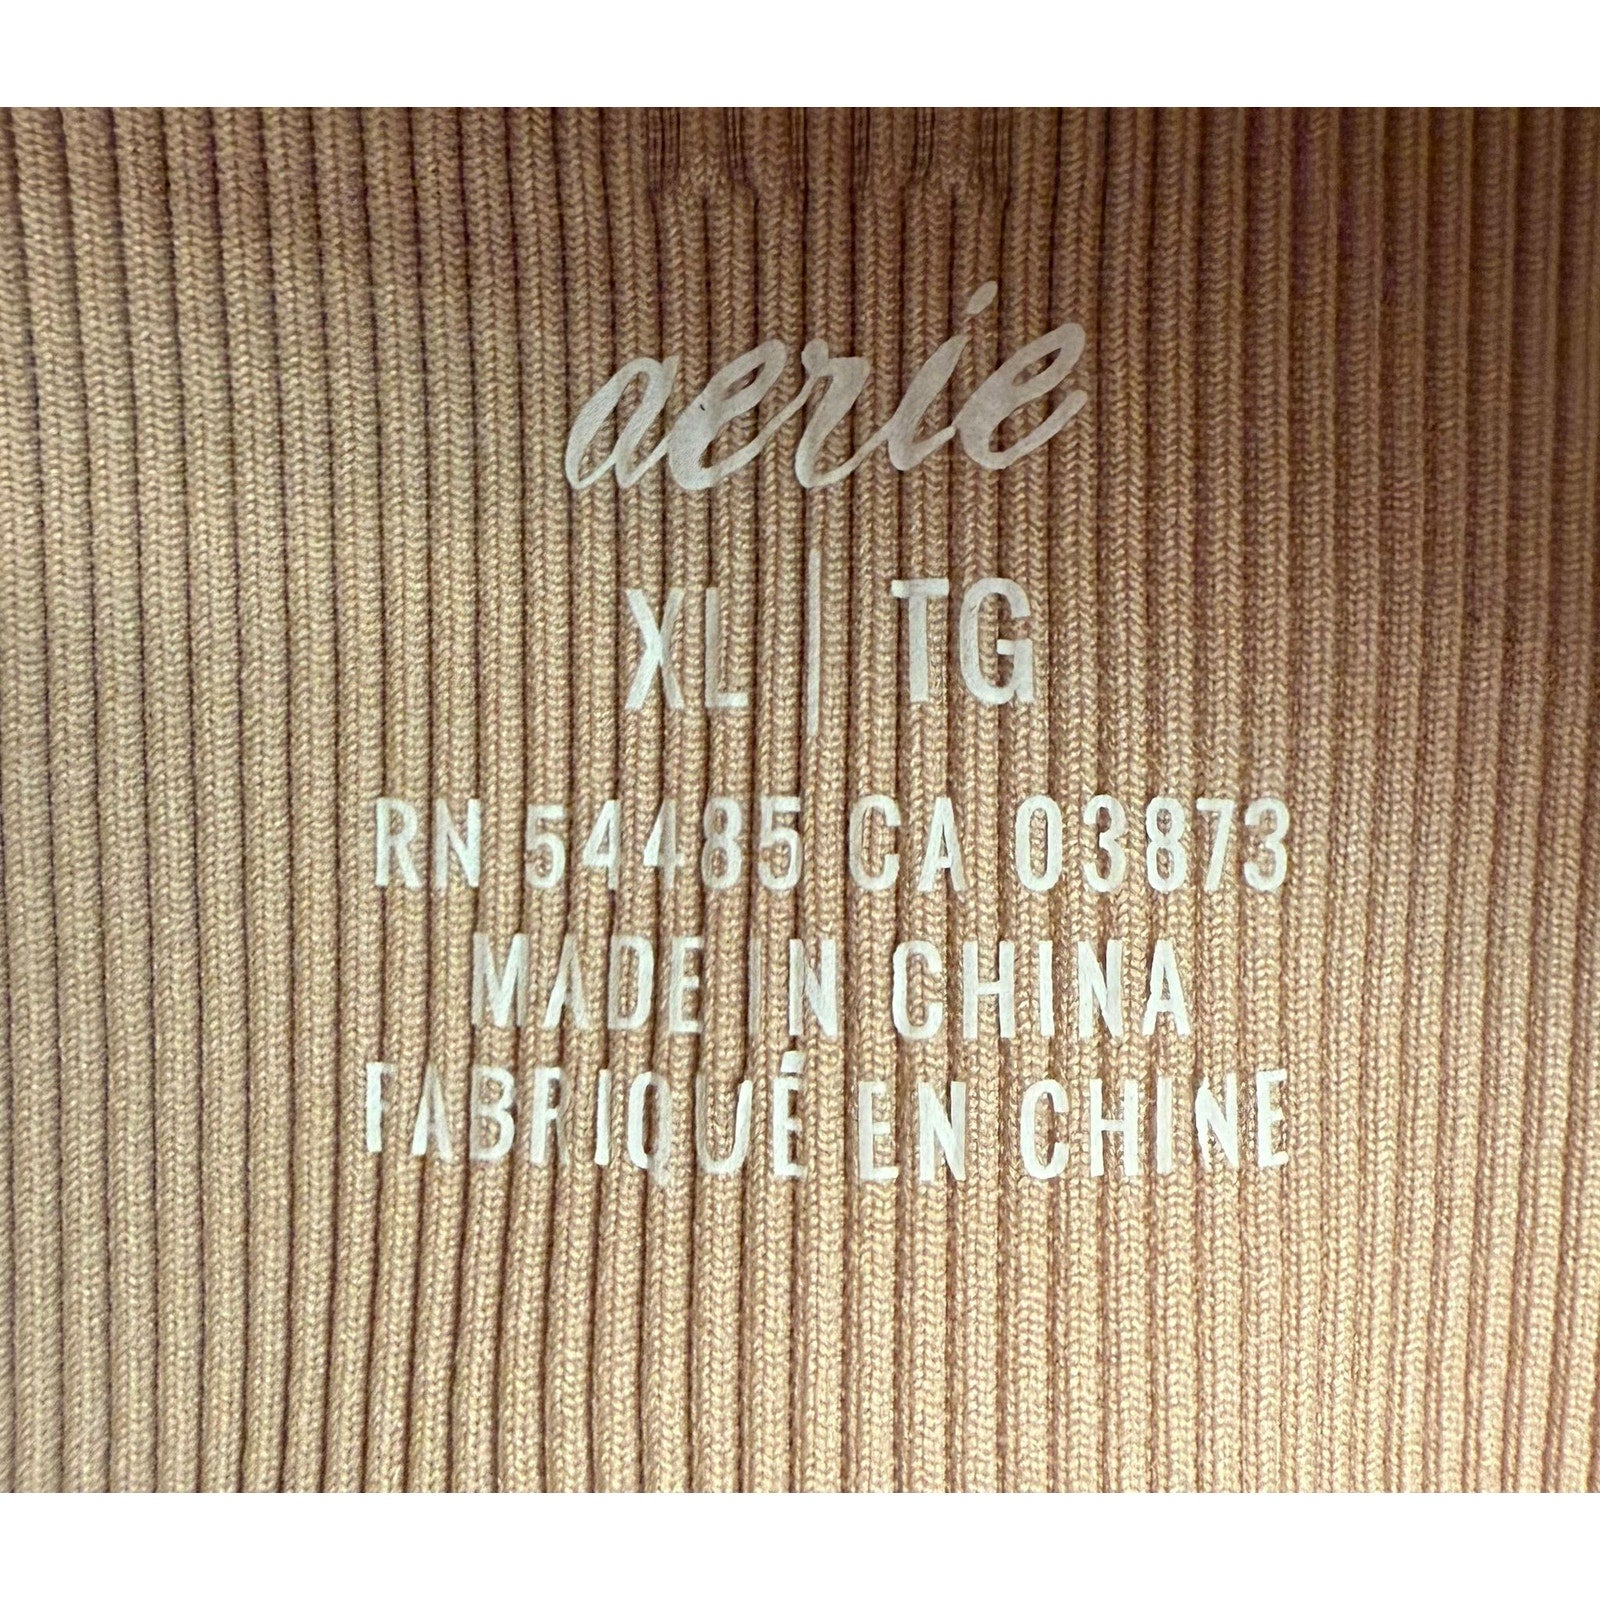 aerie
XL | TG
RN 54485 CA 03873
MADE IN CHINA
FABRIQUÉ EN CHINE